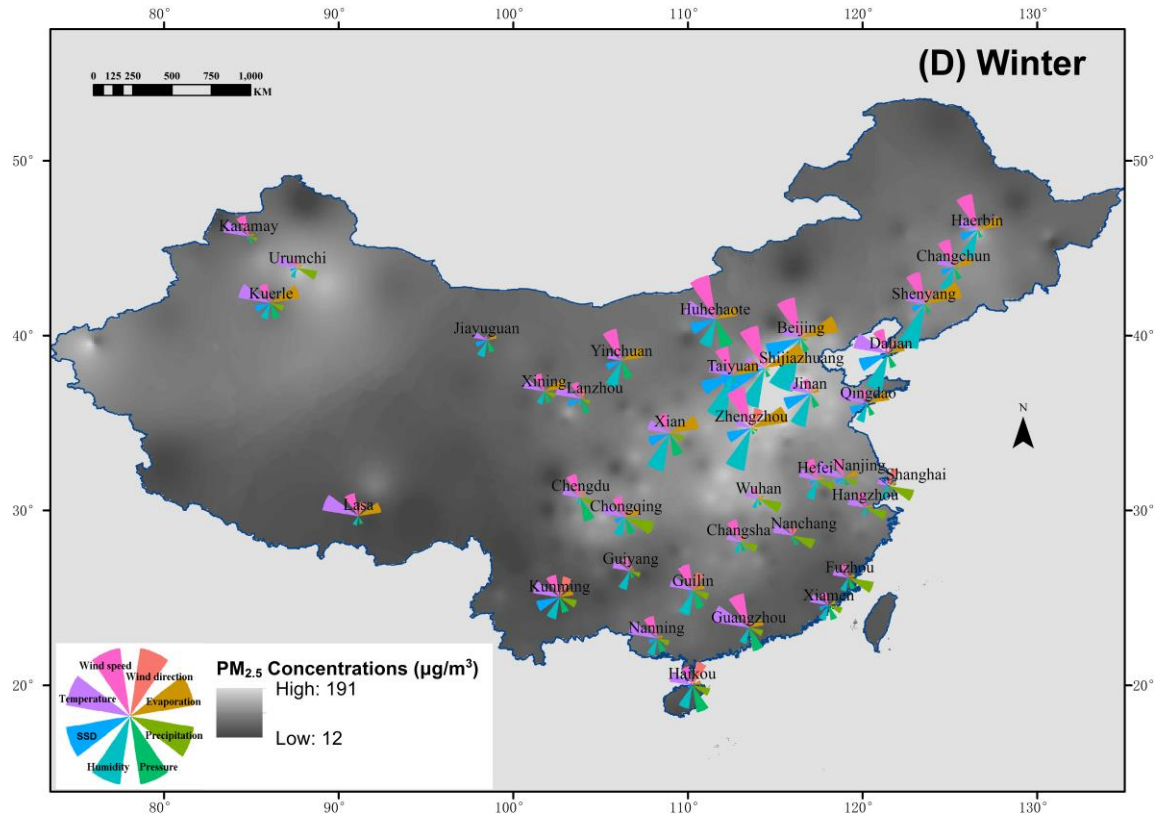 80° 90° 100° 110° 120° 130°
(D) Winter
0 125 250 500 750 1,000
KM
50° 50°
Karamay
Haerbin
Urumchi
Changchun
Kuerle
Shenyang
Huhehaote
Jiayuguan
Beijing
40° 40°
Yinchuan
Dalian
Shijiazhuang
Taiyuan
Xining
Lanzhou
Jinan
Qingdao
Xian
Zhengzhou
N
Hefei
Nanjing
Shanghai
Chengdu
Wuhan
Hangzhou
30° 30°
Lasa
Chongqing
Changsha
Nanchang
Guiyang
Fuzhou
Kunming
Guilin
Xiamen
Guangzhou
Nanning
Haikou
20° 20°
Wind speed
Wind direction
Temperature
Evaporation
SSD
Precipitation
Humidity
Pressure
PM2.5 Concentrations (µg/m³)
High: 191
Low: 12
80° 90° 100° 110° 120° 130°